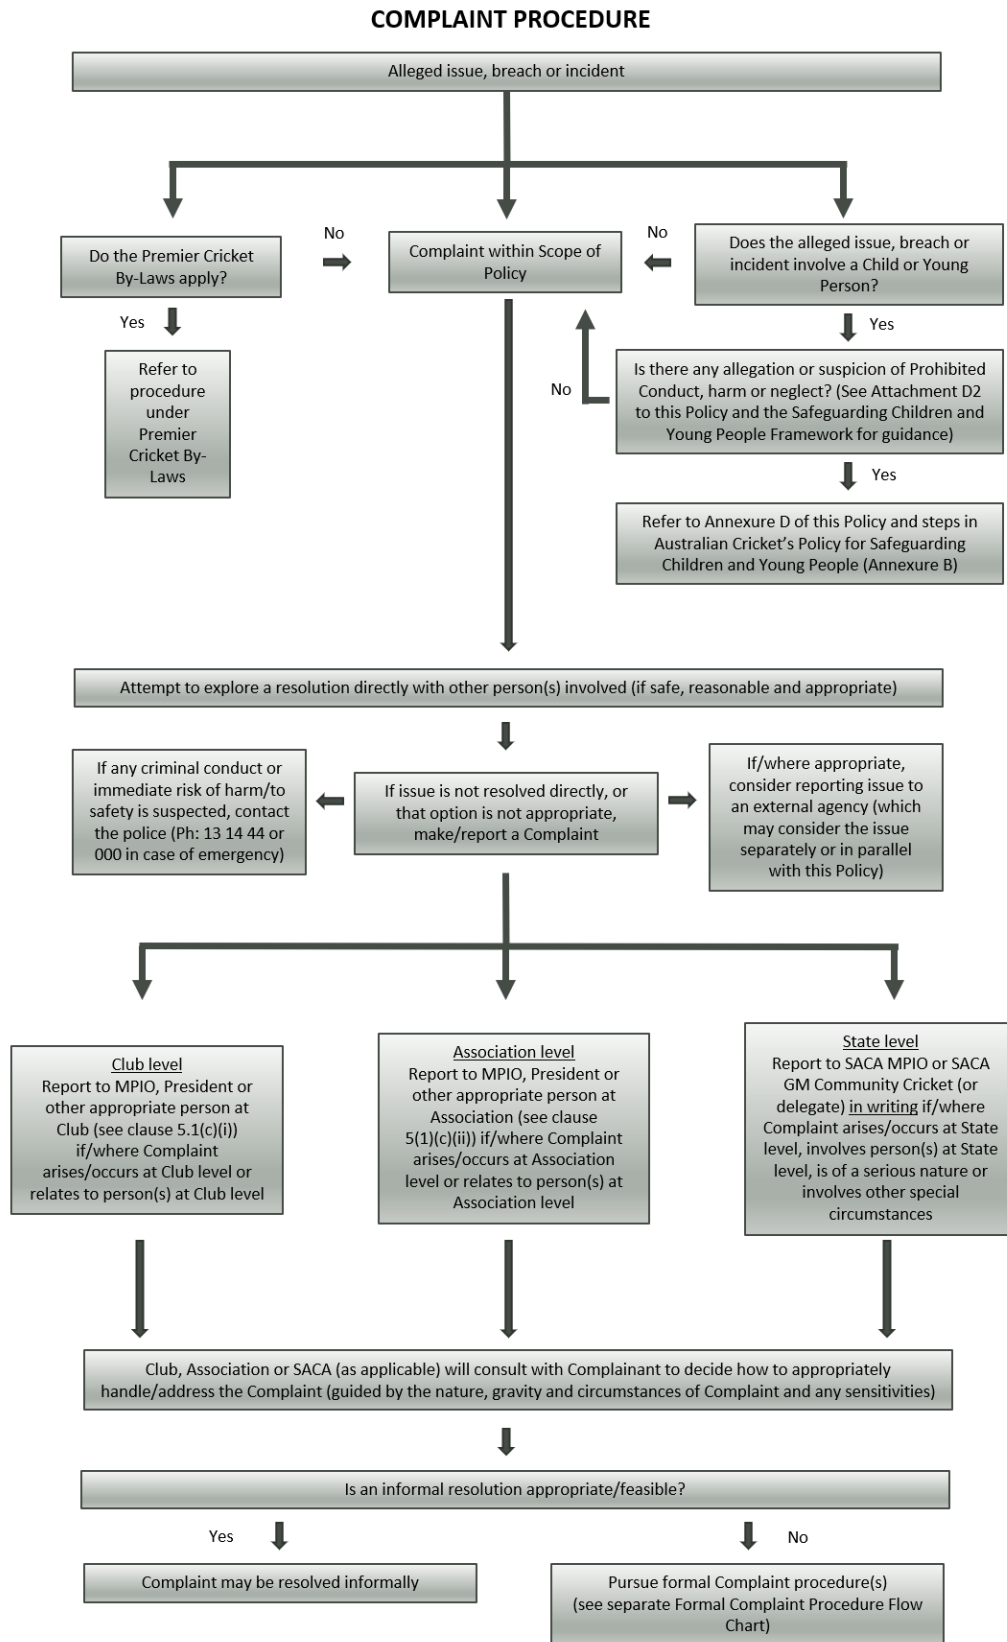 COMPLAINT PROCEDURE
Alleged issue, breach or incident
Do the Premier Cricket
By-Laws apply?
No
Complaint within Scope of
Policy
No
Does the alleged issue, breach or
incident involve a Child or Young
Person?
Yes
Refer to
procedure
under
Premier
Cricket By-
Laws
Yes
Is there any allegation or suspicion of Prohibited
Conduct, harm or neglect? (See Attachment D2
to this Policy and the Safeguarding Children and
Young People Framework for guidance)
No
Yes
Refer to Annexure D of this Policy and steps in
Australian Cricket's Policy for Safeguarding
Children and Young People (Annexure B)
Attempt to explore a resolution directly with other person(s) involved (if safe, reasonable and appropriate)
If any criminal conduct or
immediate risk of harm/to
safety is suspected, contact
the police (Ph: 13 14 44 or
000 in case of emergency)
If issue is not resolved directly, or
that option is not appropriate,
make/report a Complaint
If/where appropriate,
consider reporting issue to
an external agency (which
may consider the issue
separately or in parallel
with this Policy)
Club level
Report to MPIO, President or
other appropriate person at
Club (see clause 5.1(c)(i))
if/where Complaint
arises/occurs at Club level or
relates to person(s) at Club level
Association level
Report to MPIO, President or
other appropriate person at
Association (see clause
5(1)(c)(ii)) if/where Complaint
arises/occurs at Association
level or relates to person(s) at
Association level
State level
Report to SACA MPIO or SACA
GM Community Cricket (or
delegate) in writing if/where
Complaint arises/occurs at State
level, involves person(s) at State
level, is of a serious nature or
involves other special
circumstances
Club, Association or SACA (as applicable) will consult with Complainant to decide how to appropriately
handle/address the Complaint (guided by the nature, gravity and circumstances of Complaint and any sensitivities)
Is an informal resolution appropriate/feasible?
Yes
No
Complaint may be resolved informally
Pursue formal Complaint procedure(s)
(see separate Formal Complaint Procedure Flow
Chart)